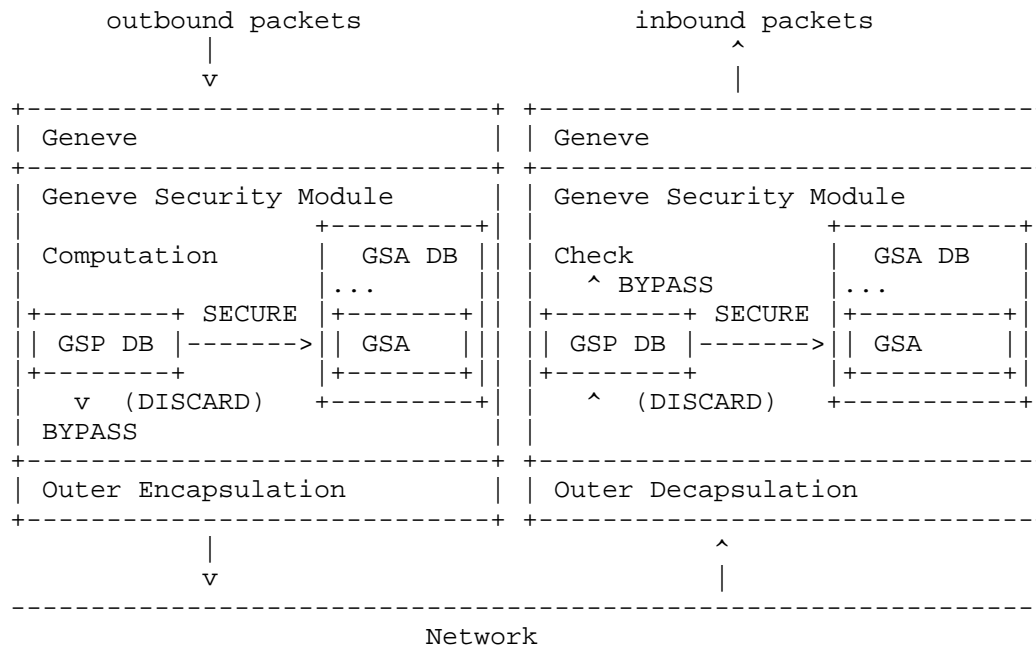 outbound packets                  inbound packets
            |                                  ^
            v                                  |
+-----------------------------+ +-------------------------------
| Geneve                      | | Geneve
+-----------------------------+ +-------------------------------
| Geneve Security Module      | | Geneve Security Module
|                  +---------+| |                  +-----------+
| Computation      |  GSA DB || | Check            |  GSA DB   |
|                  |...      || |   ^ BYPASS       |...        |
|+--------+ SECURE |+-------+|| |+--------+ SECURE |+---------+|
|| GSP DB |------->|| GSA   ||| || GSP DB |------->|| GSA     ||
|+--------+        |+-------+|| |+--------+        |+---------+|
|   v  (DISCARD)   +---------+| |   ^  (DISCARD)   +-----------+
| BYPASS                      | |
+-----------------------------+ +-------------------------------
| Outer Encapsulation         | | Outer Decapsulation
+-----------------------------+ +-------------------------------
            |                                  ^
            v                                  |
----------------------------------------------------------------
                          Network